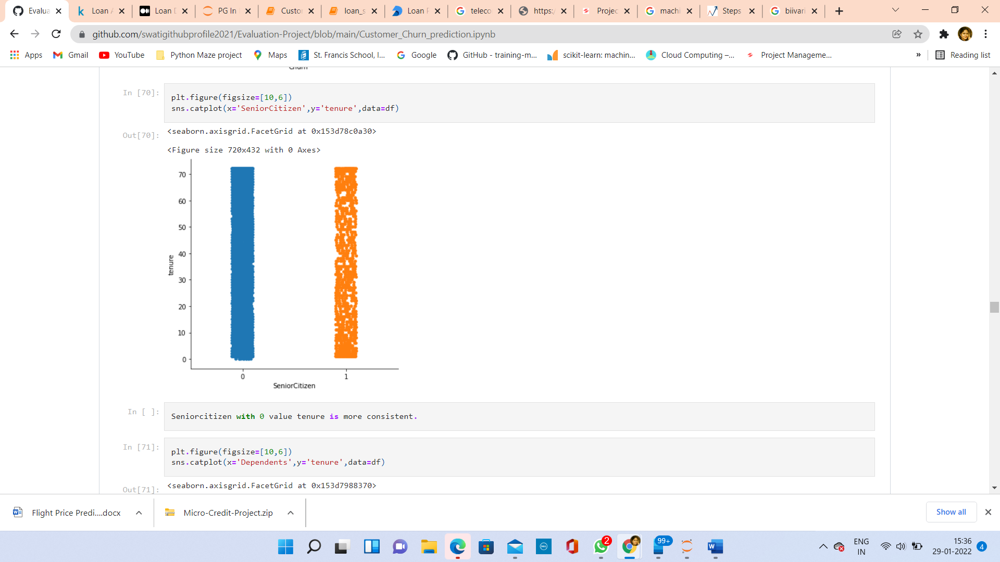 Evalua
Loan A
Loan D
PG In
Custo
loan_s
Loan P
teleco
https:/
Projec
machi
Steps
biivari
github.com/swatigithubprofile2021/Evaluation-Project/blob/main/Customer_Churn_prediction.ipynb
Apps
Gmail
YouTube
Python Maze project
Maps
St. Francis School, I...
Google
GitHub - training-m...
scikit-learn: machin...
Cloud Computing –...
Project Manageme...
»
Reading list
Churn
In [70]:
plt.figure(figsize=[10,6])
sns.catplot(x='SeniorCitizen',y='tenure',data=df)
Out[70]:
<seaborn.axisgrid.FacetGrid at 0x153d78c0a30>
<Figure size 720x432 with 0 Axes>
70
60
50
40
30
20
10
0
tenure
0
1
SeniorCitizen
In [ ]:
Seniorcitizen with 0 value tenure is more consistent.
In [71]:
plt.figure(figsize=[10,6])
sns.catplot(x='Dependents',y='tenure',data=df)
Out[71]:
<seaborn.axisgrid.FacetGrid at 0x153d7988370>
Flight Price Predi....docx
Micro-Credit-Project.zip
Show all
2
99+
ENG
IN
15:36
29-01-2022
4